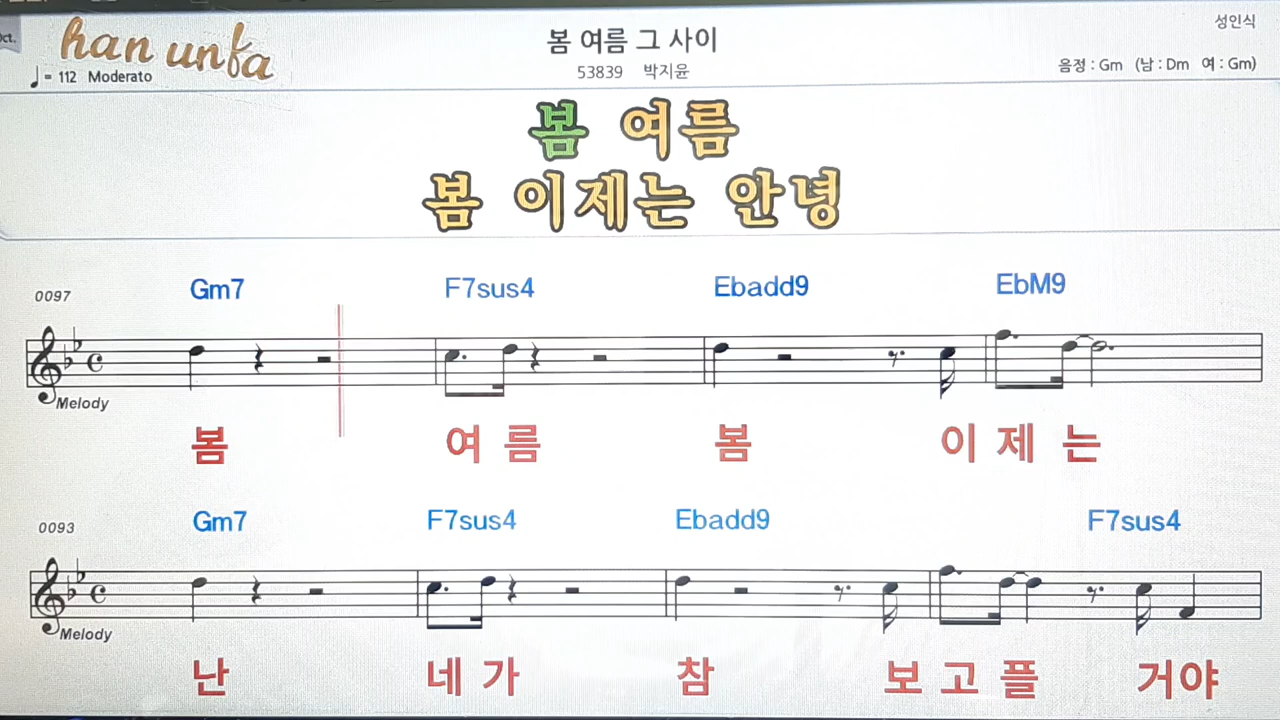 ct.
han unfa
♩ = 112 Moderato
봄 여름 그 사이
53839 박지윤
성인식
음정 : Gm (남 : Dm 여 : Gm)
봄 여름
봄 이제는 안녕
0097
Gm7 F7sus4 Ebadd9 EbM9
Melody
봄 여 름 봄 이 제 는
0093
Gm7 F7sus4 Ebadd9 F7sus4
Melody
난 네 가 참 보 고 플 거야